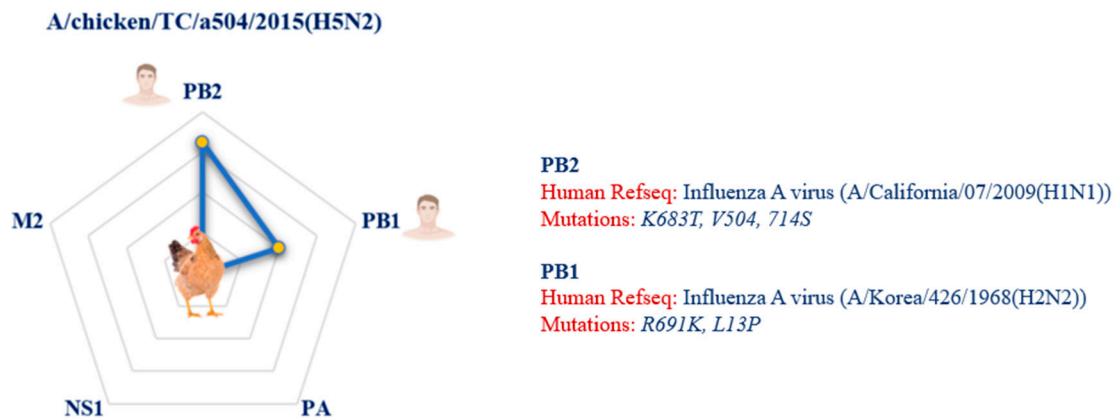 A/chicken/TC/a504/2015(H5N2)
PB2
M2
PB1
NS1
PA
PB2
Human Refseq: Influenza A virus (A/California/07/2009(H1N1))
Mutations: K683T, V504, 714S
PB1
Human Refseq: Influenza A virus (A/Korea/426/1968(H2N2))
Mutations: R691K, L13P